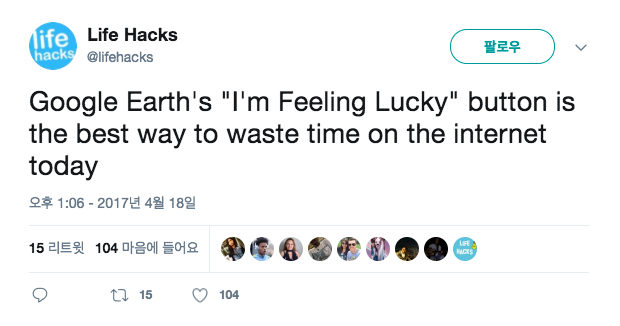 life
hacks
Life Hacks
@lifehacks
팔로우
Google Earth's "I'm Feeling Lucky" button is
the best way to waste time on the internet
today
오후 1:06 - 2017년 4월 18일
15 리트윗 104 마음에 들어요
LIFE
HACKS
15 104